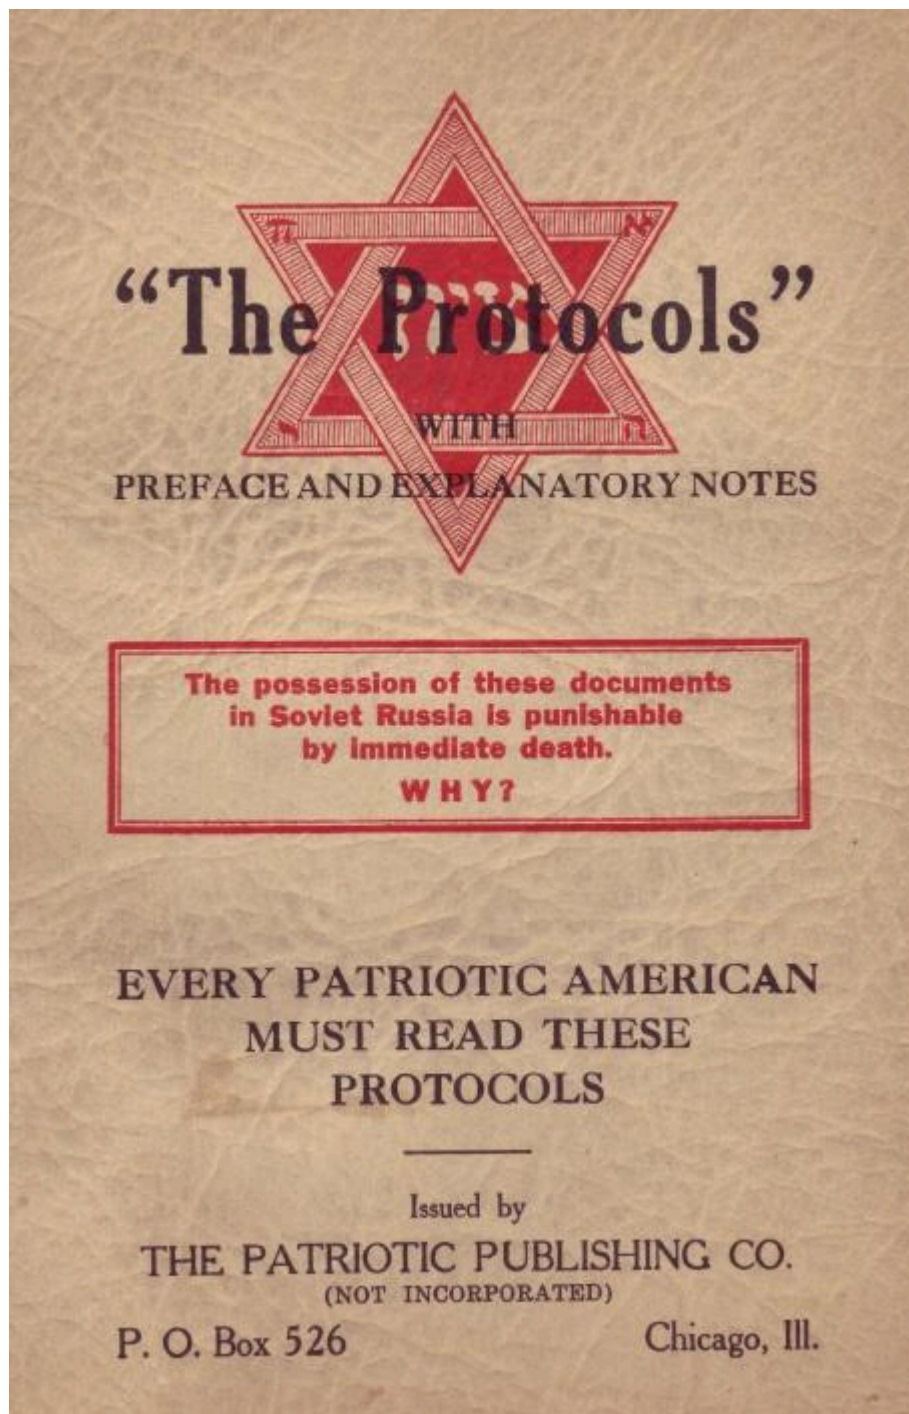 "The Protocols"
ציון
WITH
PREFACE AND EXPLANATORY NOTES
The possession of these documents
in Soviet Russia is punishable
by immediate death.
WHY?
EVERY PATRIOTIC AMERICAN
MUST READ THESE
PROTOCOLS
Issued by
THE PATRIOTIC PUBLISHING CO.
(NOT INCORPORATED)
P. O. Box 526 Chicago, Ill.